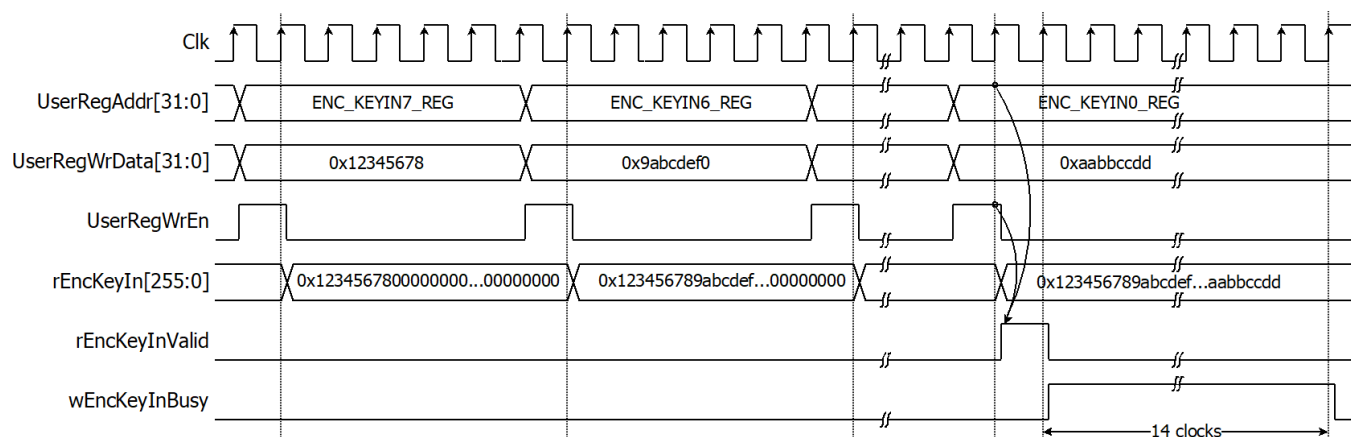 Clk
UserRegAddr[31:0] ENC_KEYIN7_REG ENC_KEYIN6_REG ENC_KEYIN0_REG
UserRegWrData[31:0] 0x12345678 0x9abcdef0 0xaabbccdd
UserRegWrEn
rEncKeyIn[255:0] 0x1234567800000000...00000000 0x123456789abcdef...00000000 0x123456789abcdef...aabbccdd
rEncKeyInValid
wEncKeyInBusy
14 clocks